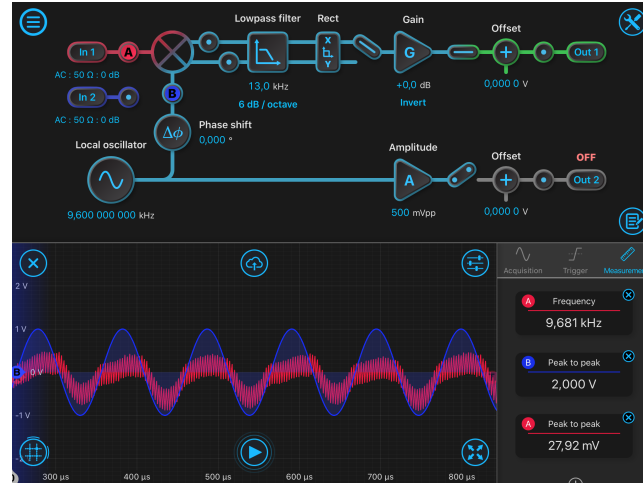 Lowpass filter
Rect
Gain
Offset
In 1
A
X
Y
G
Out 1
AC : 50 Ω : 0 dB
13,0 kHz
+0,0 dB
0,000 0 V
In 2
B
6 dB / octave
Invert
AC : 50 Ω : 0 dB
Phase shift
Δϕ
0,000 °
Local oscillator
Amplitude
Offset
OFF
A
Out 2
9,600 000 000 kHz
500 mVpp
0,000 0 V
2 V
1 V
B
0 V
-1 V
300 µs
400 µs
500 µs
600 µs
700 µs
800 µs
Acquisition
Trigger
Measuremen
A
Frequency
9,681 kHz
B
Peak to peak
2,000 V
A
Peak to peak
27,92 mV